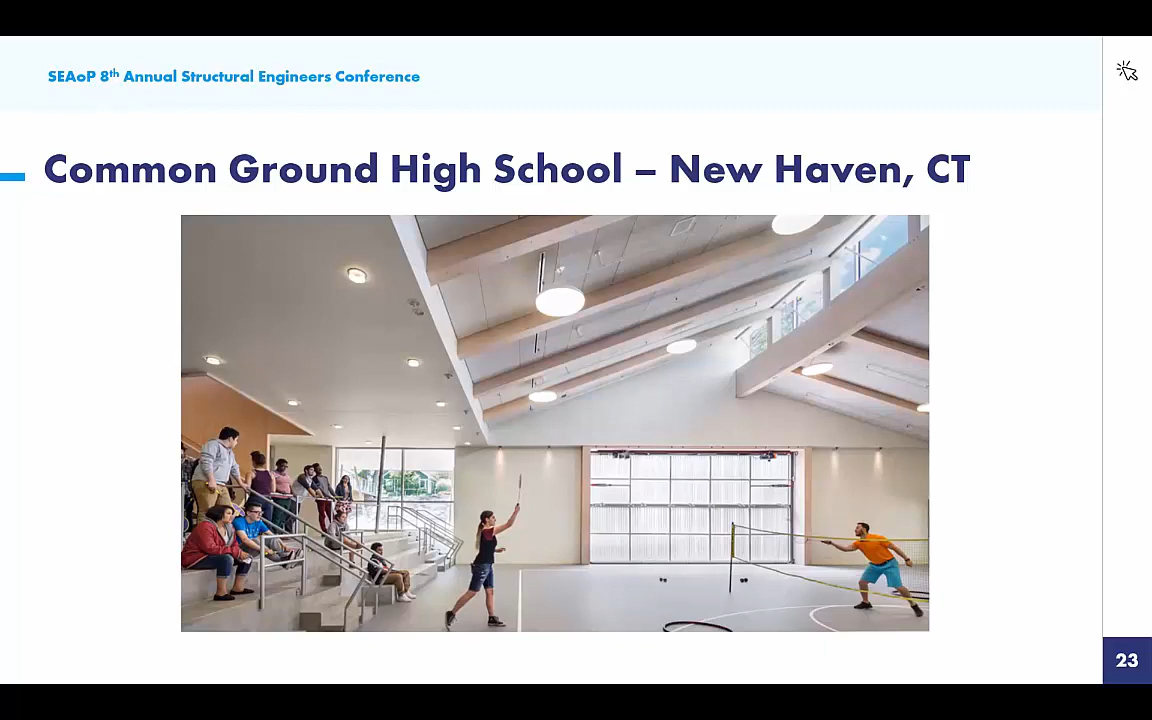 SEAoP 8th Annual Structural Engineers Conference
Common Ground High School – New Haven, CT
23